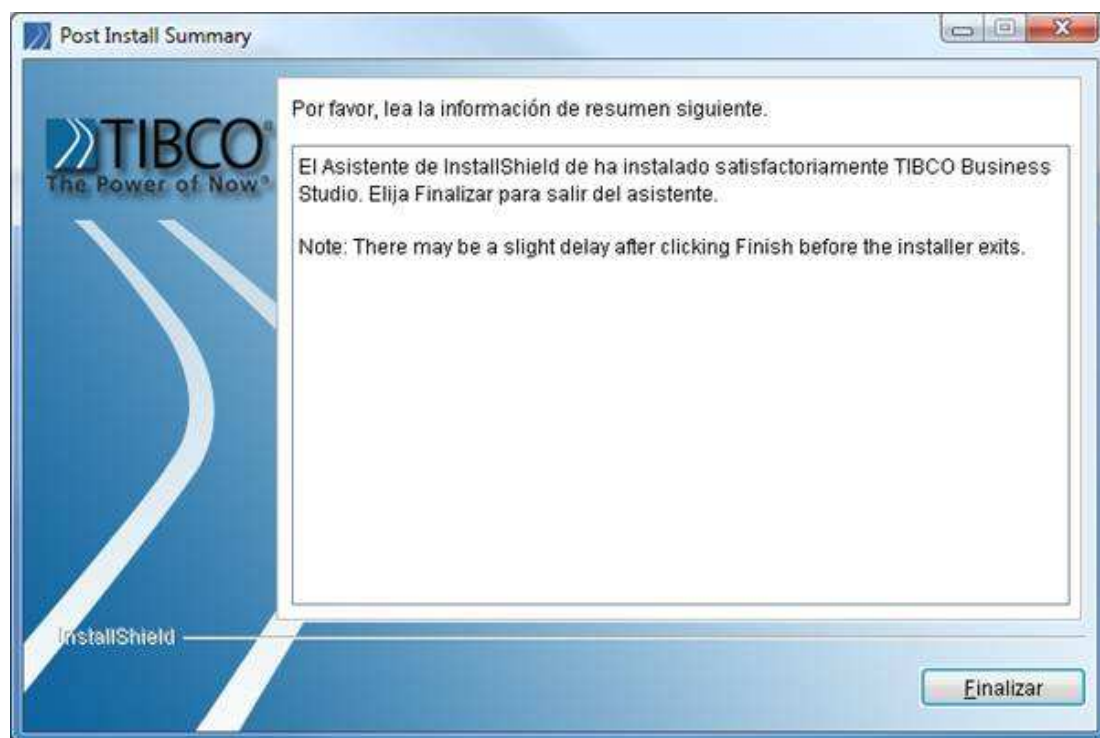 Post Install Summary
TIBCO®
The Power of Now®
Por favor, lea la información de resumen siguiente.
El Asistente de InstallShield de ha instalado satisfactoriamente TIBCO Business
Studio. Elija Finalizar para salir del asistente.
Note: There may be a slight delay after clicking Finish before the installer exits.
InstallShield
Finalizar